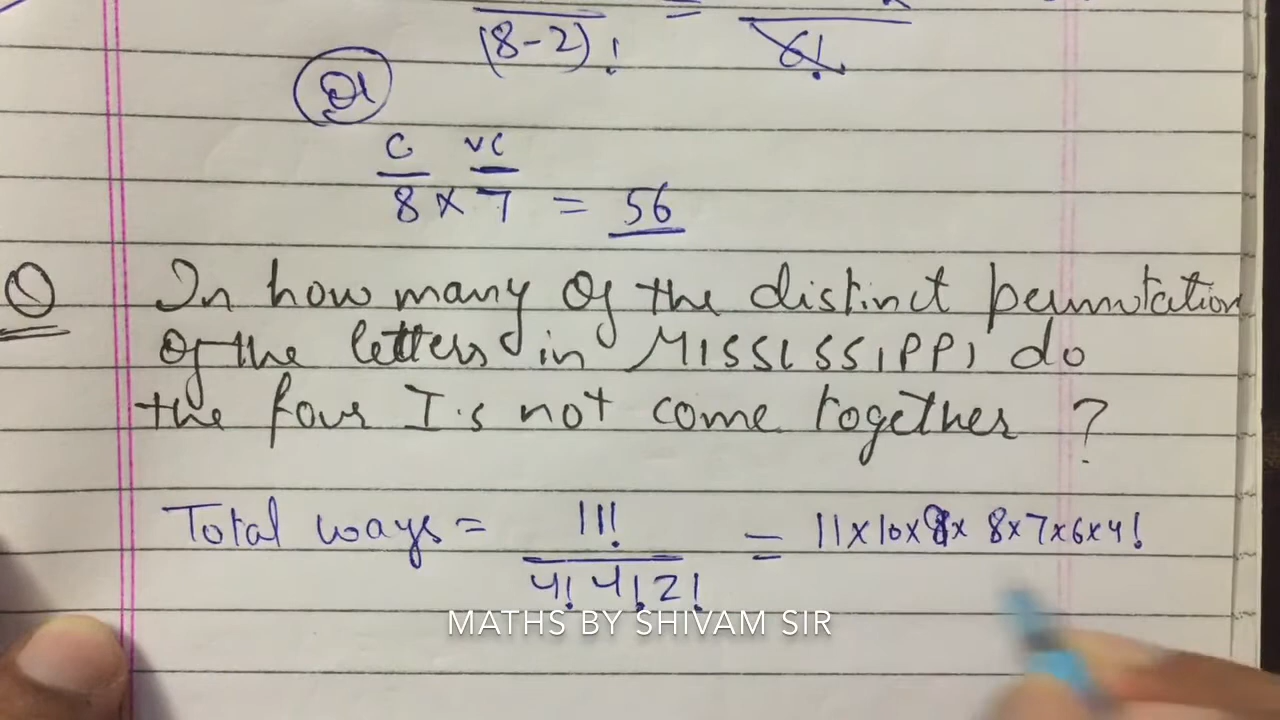 (8-2)! = 6!
Q1
C VC
8 × 7 = 56
Q In how many of the distinct permutation
of the letters in MISSISSIPPI do
the four I's not come together ?
Total ways = 11! / 4! 4! 2! = 11×10×9× 8×7×6×4!
MATHS BY SHIVAM SIR